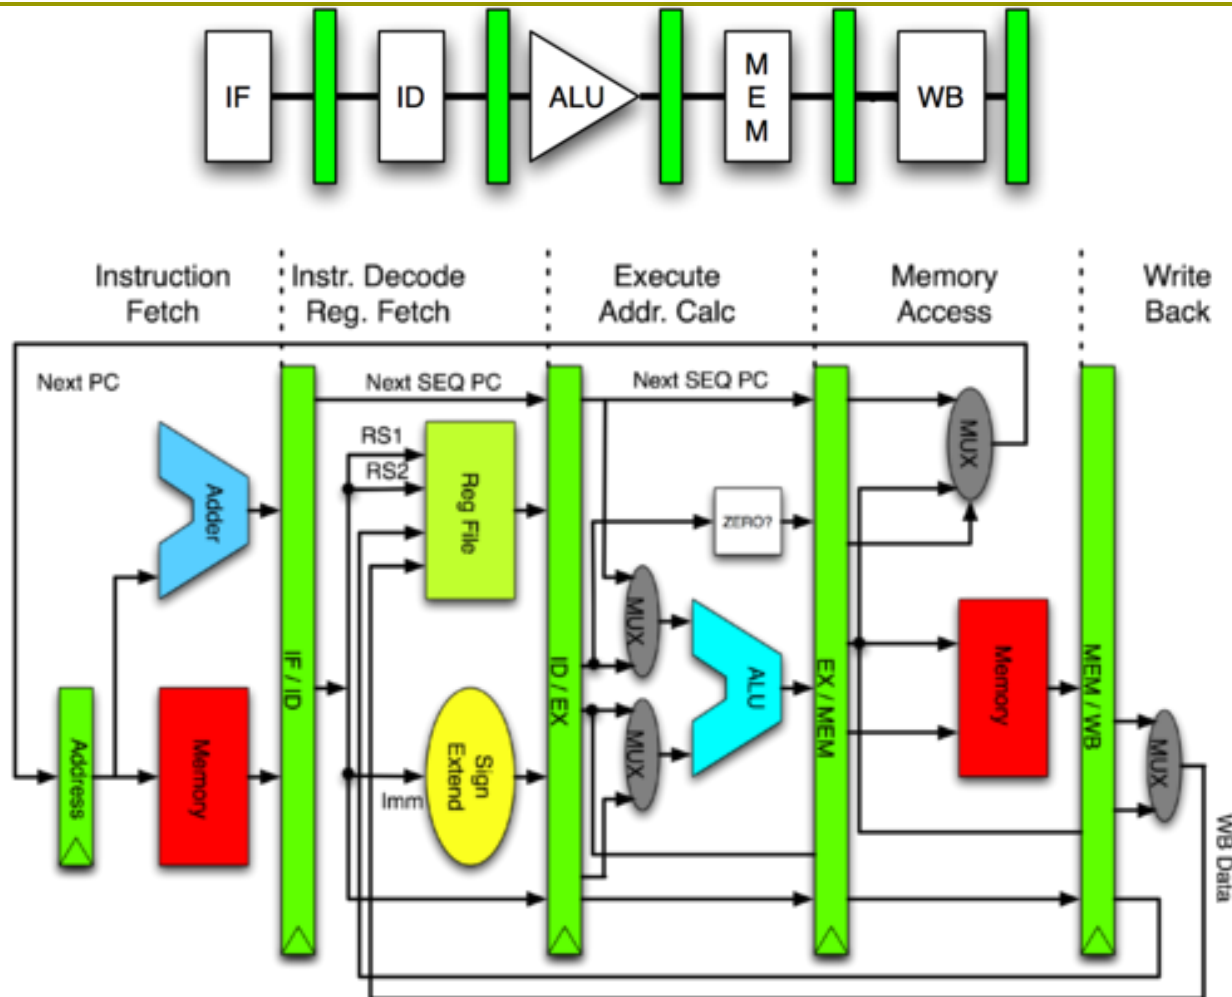 IF
ID
ALU
M
E
M
WB
Instruction
Fetch
Instr. Decode
Reg. Fetch
Execute
Addr. Calc
Memory
Access
Write
Back
Next PC
Next SEQ PC
Next SEQ PC
RS1
RS2
Reg File
Adder
MUX
ZERO?
MUX
MUX
ALU
Memory
Address
Memory
IF / ID
Sign
Extend
Imm
ID / EX
EX / MEM
MEM / WB
MUX
WB Data